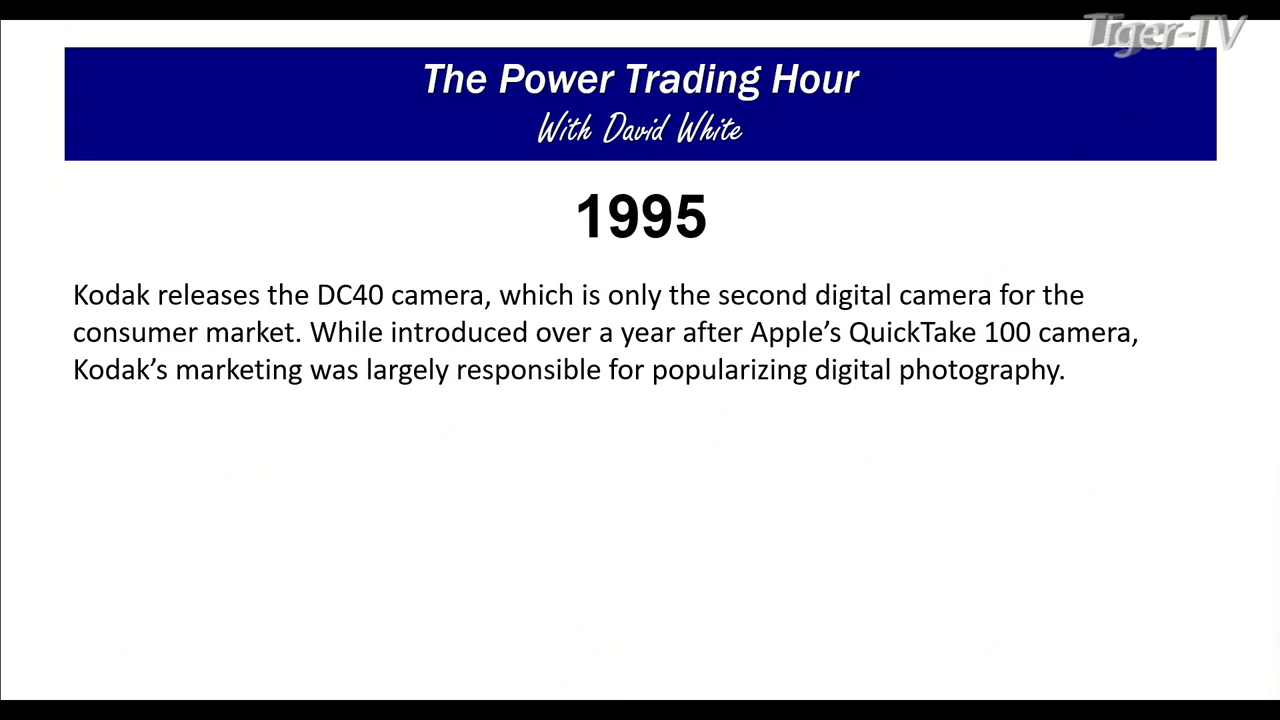 Tiger-TV
The Power Trading Hour
With David White
1995
Kodak releases the DC40 camera, which is only the second digital camera for the
consumer market. While introduced over a year after Apple’s QuickTake 100 camera,
Kodak’s marketing was largely responsible for popularizing digital photography.